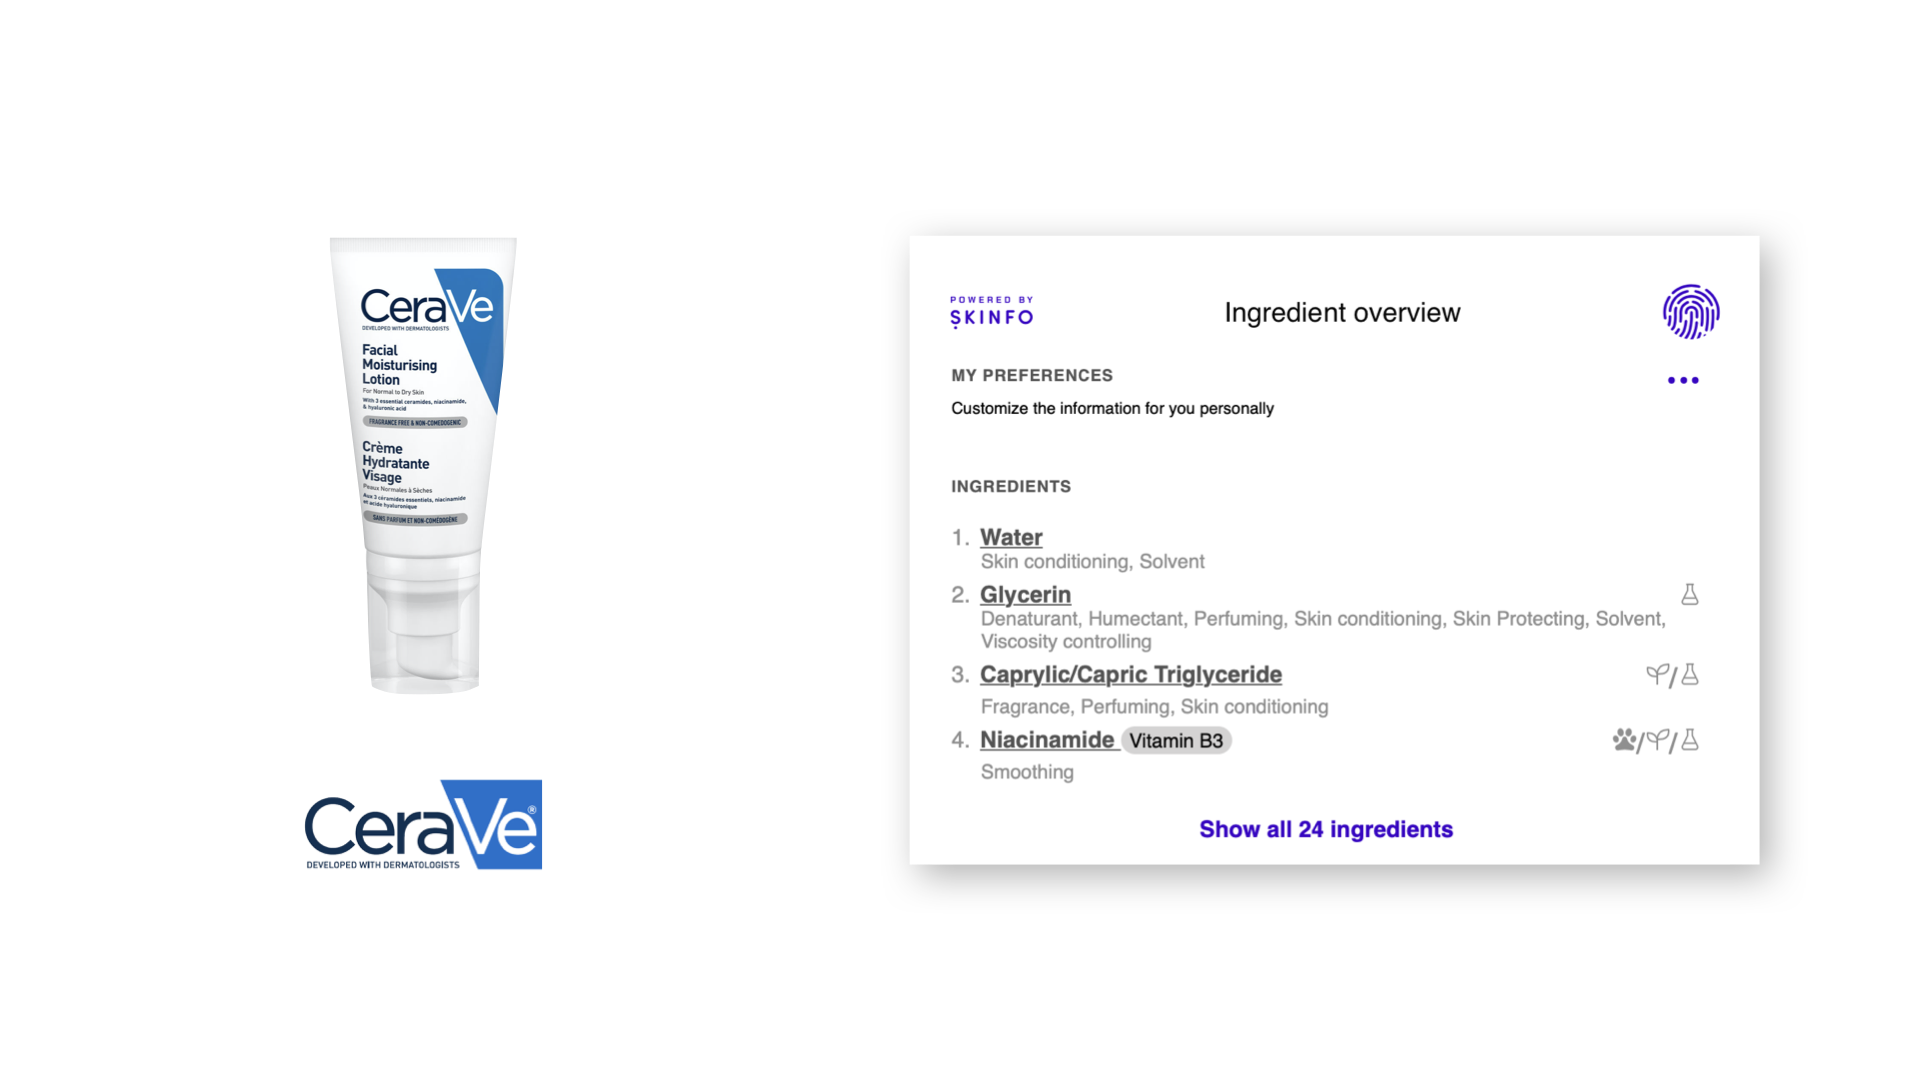 CeraVe
DEVELOPED WITH DERMATOLOGISTS
Facial
Moisturising
Lotion
For Normal to Dry Skin
With 3 essential ceramides, niacinamide,
& hyaluronic acid
FRAGRANCE FREE & NON-COMEDOGENIC
Crème
Hydratante
Visage
Peaux Normales à Sèches
Aux 3 céramides essentiels, niacinamide
et acide hyaluronique
SANS PARFUM ET NON-COMÉDOGÈNE
CeraVe®
DEVELOPED WITH DERMATOLOGISTS
POWERED BY
SKINFO
Ingredient overview
MY PREFERENCES
Customize the information for you personally
INGREDIENTS
1. Water
Skin conditioning, Solvent
2. Glycerin
Denaturant, Humectant, Perfuming, Skin conditioning, Skin Protecting, Solvent,
Viscosity controlling
3. Caprylic/Capric Triglyceride
Fragrance, Perfuming, Skin conditioning
4. Niacinamide Vitamin B3
Smoothing
Show all 24 ingredients